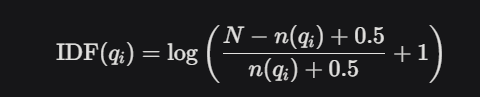 IDF(qᵢ) = log ( (N − n(qᵢ) + 0.5) / (n(qᵢ) + 0.5) + 1 )